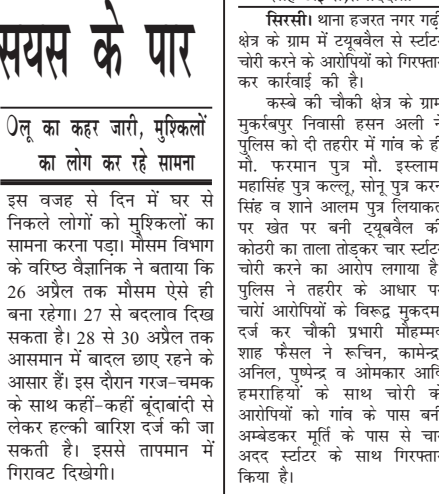 के पार
लू का कहर जारी, मुश्किलों
का लोग कर रहे सामना
इस वजह से दिन में घर से
निकले लोगों को मुश्किलों का
सामना करना पड़ा। मौसम विभाग
के वरिष्ठ वैज्ञानिक ने बताया कि
26 अप्रैल तक मौसम ऐसे ही
बना रहेगा। 27 से बदलाव दिख
सकता है। 28 से 30 अप्रैल तक
आसमान में बादल छाए रहने के
आसार हैं। इस दौरान गरज-चमक
के साथ कहीं-कहीं बूंदाबांदी से
लेकर हल्की बारिश दर्ज की जा
सकती है। इससे तापमान में
गिरावट दिखेगी।
सिरसी। थाना हजरत नगर गढ़ी
क्षेत्र के ग्राम में टयूबवैल से स्टार्टर
चोरी करने के आरोपियों को गिरफ्तार
कर कार्रवाई की है।
कस्बे की चौकी क्षेत्र के ग्राम
मुकर्रबपुर निवासी हसन अली ने
पुलिस को दी तहरीर में गांव के ही
मौ. फरमान पुत्र मौ. इस्लाम
महासिंह पुत्र कल्लू, सोनू पुत्र करन
सिंह व शाने आलम पुत्र लियाकत
पर खेत पर बनी ट्यूबवैल की
कोठरी का ताला तोड़कर चार स्टार्टर
चोरी करने का आरोप लगाया है
पुलिस ने तहरीर के आधार पर
चारों आरोपियों के विरूद्व मुकदमा
दर्ज कर चौकी प्रभारी मौहम्मद
शाह फैसल ने रूचिन, कामेन्द्र
अनिल, पुष्पेन्द्र व ओमकार आदि
हमराहियों के साथ चोरी के
आरोपियों को गांव के पास बनी
अम्बेडकर मूर्ति के पास से चार
अदद स्र्टाटर के साथ गिरफ्तार
किया है।